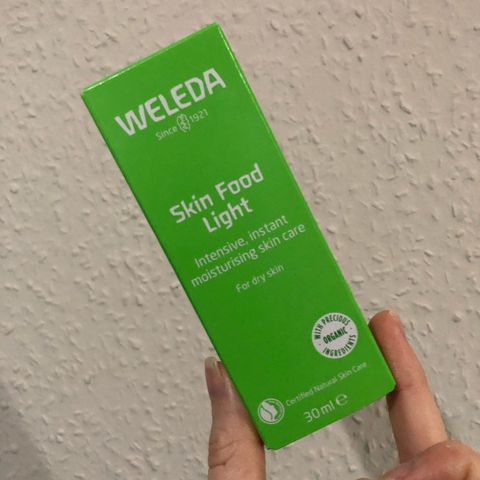 WELEDA
Since 1921
Skin Food
Light
Intensive, instant
moisturising skin care
For dry skin
WITH PRECIOUS
ORGANIC
INGREDIENTS
Certified Natural Skin Care
30 ml ℮